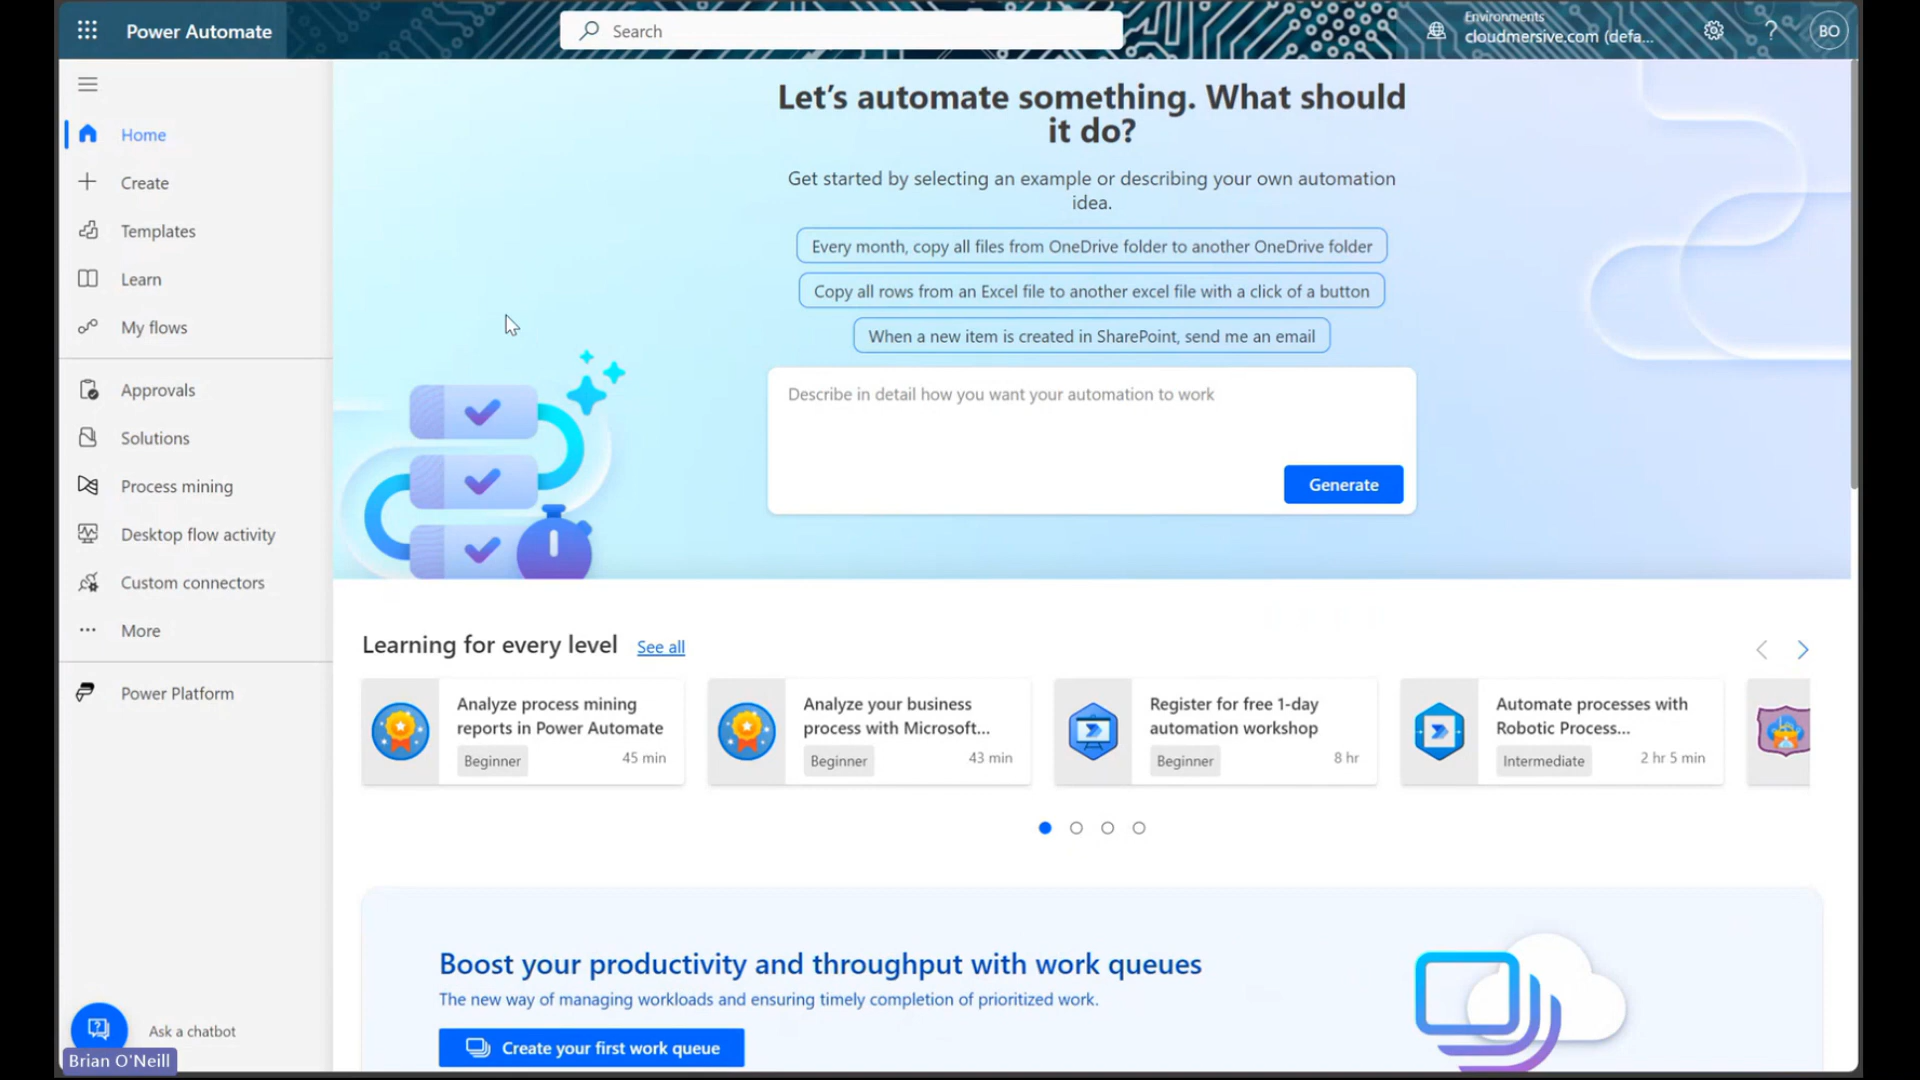 Power Automate
Search
Environments
cloudmersive.com (defa...
BO
Home
Create
Templates
Learn
My flows
Approvals
Solutions
Process mining
Desktop flow activity
Custom connectors
More
Power Platform
Ask a chatbot
Brian O'Neill
Let's automate something. What should
it do?
Get started by selecting an example or describing your own automation
idea.
Every month, copy all files from OneDrive folder to another OneDrive folder
Copy all rows from an Excel file to another excel file with a click of a button
When a new item is created in SharePoint, send me an email
Describe in detail how you want your automation to work
Generate
Learning for every level See all
Analyze process mining
reports in Power Automate
Beginner 45 min
Analyze your business
process with Microsoft...
Beginner 43 min
Register for free 1-day
automation workshop
Beginner 8 hr
Automate processes with
Robotic Process...
Intermediate 2 hr 5 min
Boost your productivity and throughput with work queues
The new way of managing workloads and ensuring timely completion of prioritized work.
Create your first work queue